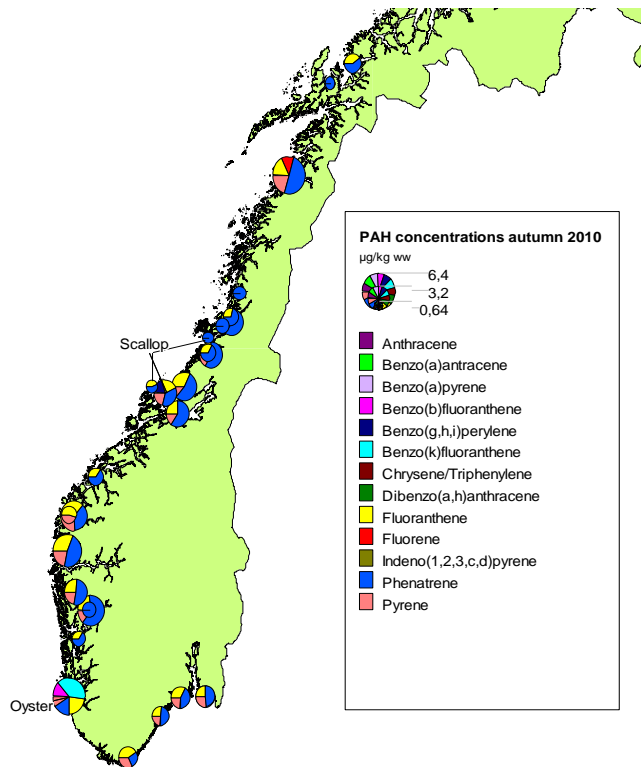 Scallop
Oyster
PAH concentrations autumn 2010
µg/kg ww
6,4
3,2
0,64
Anthracene
Benzo(a)antracene
Benzo(a)pyrene
Benzo(b)fluoranthene
Benzo(g,h,i)perylene
Benzo(k)fluoranthene
Chrysene/Triphenylene
Dibenzo(a,h)anthracene
Fluoranthene
Fluorene
Indeno(1,2,3,c,d)pyrene
Phenatrene
Pyrene